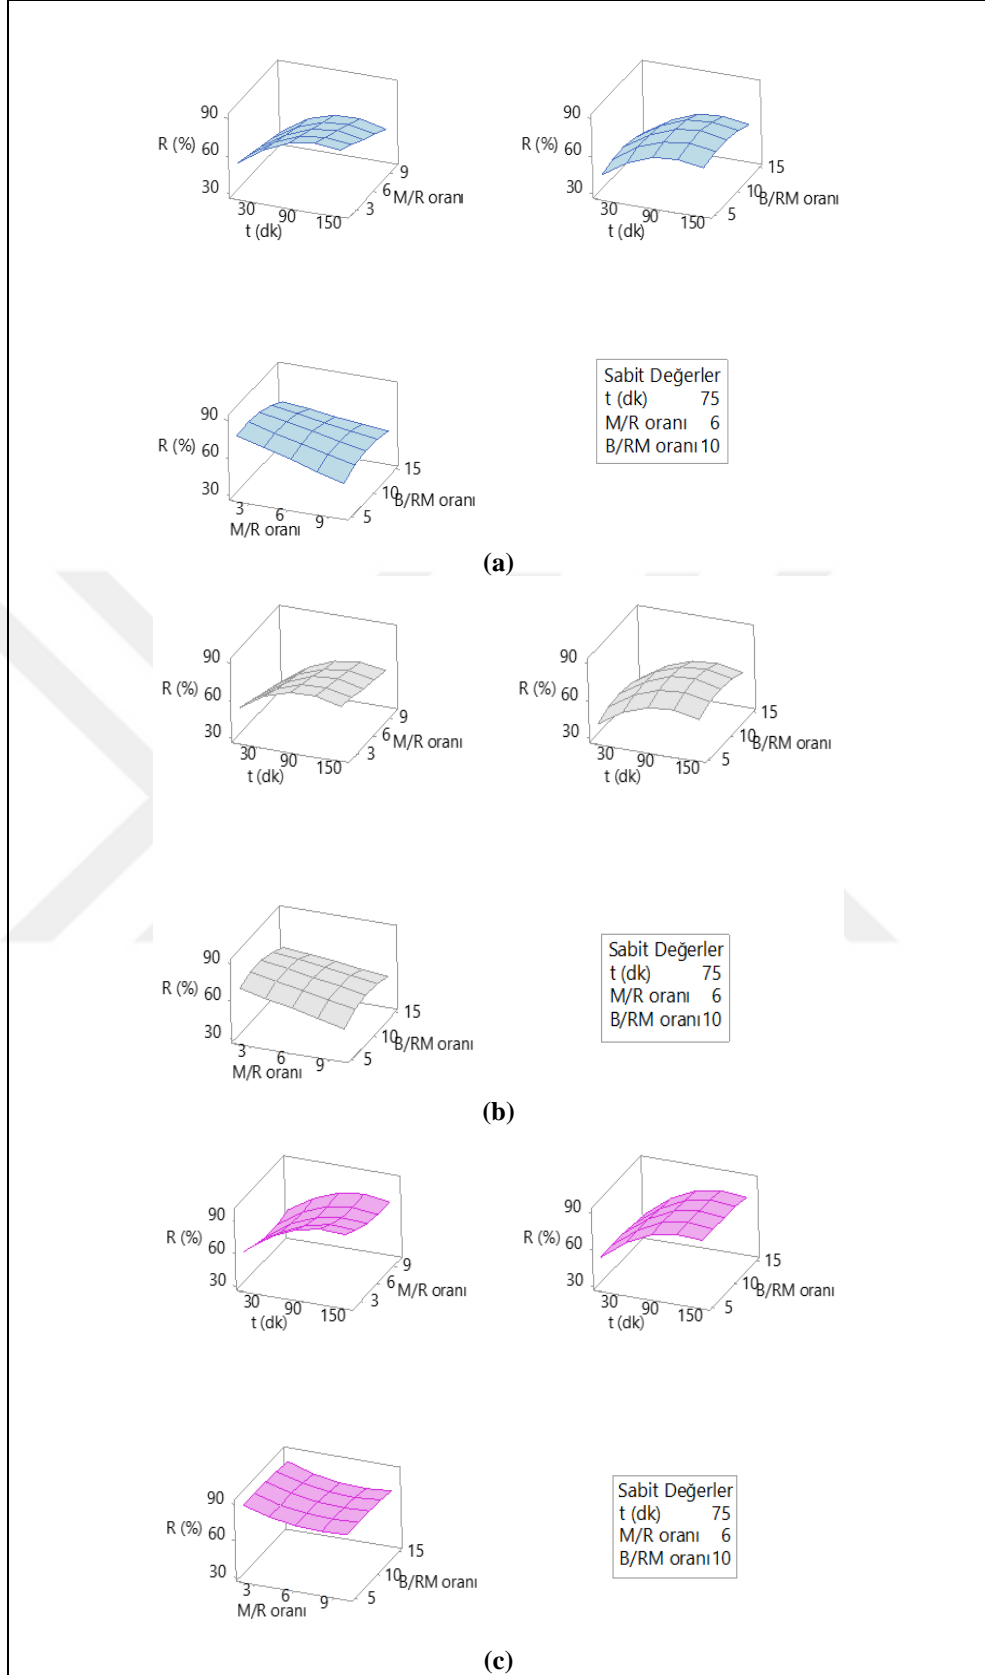 90
R (%) 60
30
30 90 150
t (dk)
3 6 9
M/R oranı
90
R (%) 60
30
30 90 150
t (dk)
5 10 15
B/RM oranı
90
R (%) 60
30
3 6 9
M/R oranı
5 10 15
B/RM oranı
Sabit Değerler
t (dk) 75
M/R oranı 6
B/RM oranı 10
(a)
90
R (%) 60
30
30 90 150
t (dk)
3 6 9
M/R oranı
90
R (%) 60
30
30 90 150
t (dk)
5 10 15
B/RM oranı
90
R (%) 60
30
3 6 9
M/R oranı
5 10 15
B/RM oranı
Sabit Değerler
t (dk) 75
M/R oranı 6
B/RM oranı 10
(b)
90
R (%) 60
30
30 90 150
t (dk)
3 6 9
M/R oranı
90
R (%) 60
30
30 90 150
t (dk)
5 10 15
B/RM oranı
90
R (%) 60
30
3 6 9
M/R oranı
5 10 15
B/RM oranı
Sabit Değerler
t (dk) 75
M/R oranı 6
B/RM oranı 10
(c)